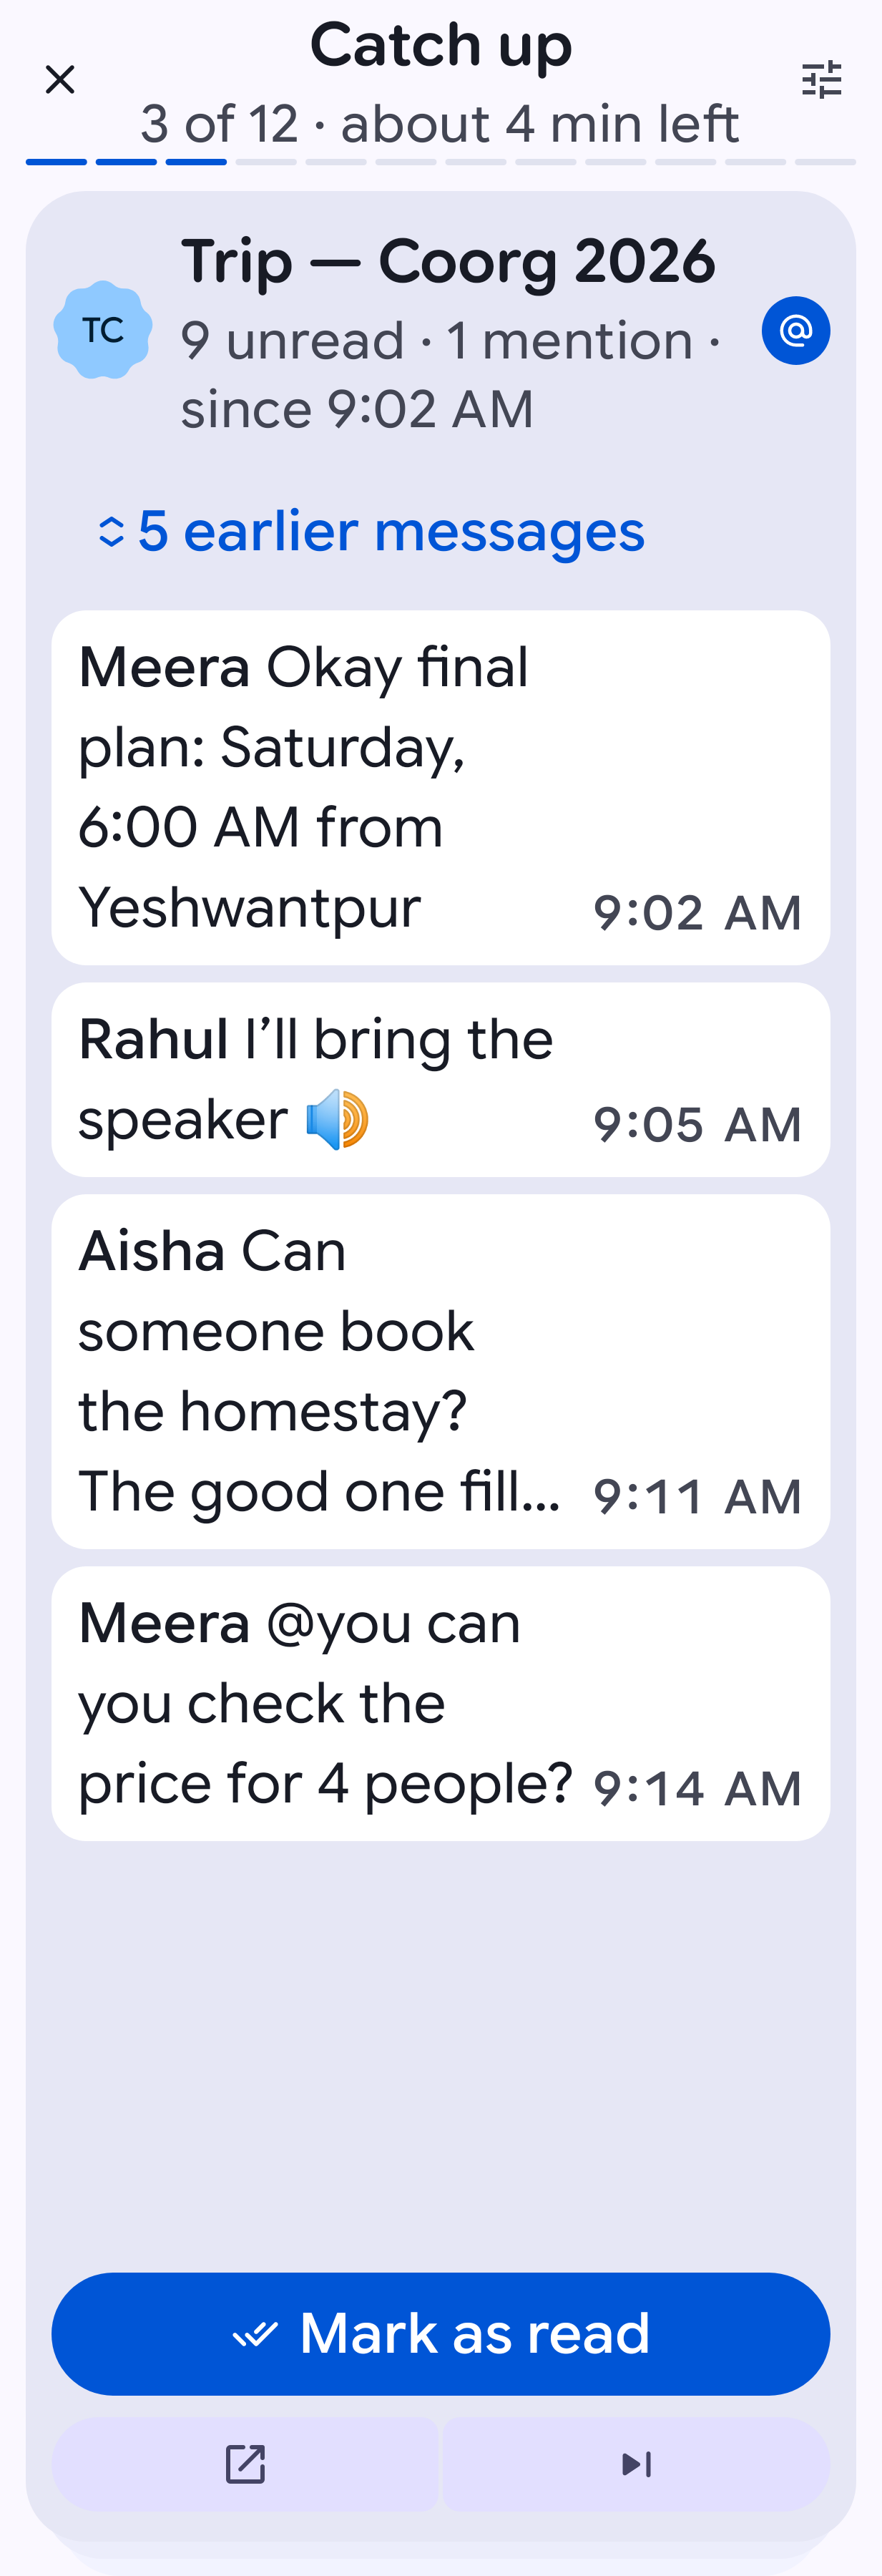 Catch up
3 of 12 · about 4 min left
Trip — Coorg 2026
TC
9 unread · 1 mention ·
since 9:02 AM
@
5 earlier messages
Meera Okay final
plan: Saturday,
6:00 AM from
Yeshwantpur 9:02 AM
Rahul I’ll bring the
speaker 🔊 9:05 AM
Aisha Can
someone book
the homestay?
The good one fill... 9:11 AM
Meera @you can
you check the
price for 4 people? 9:14 AM
Mark as read